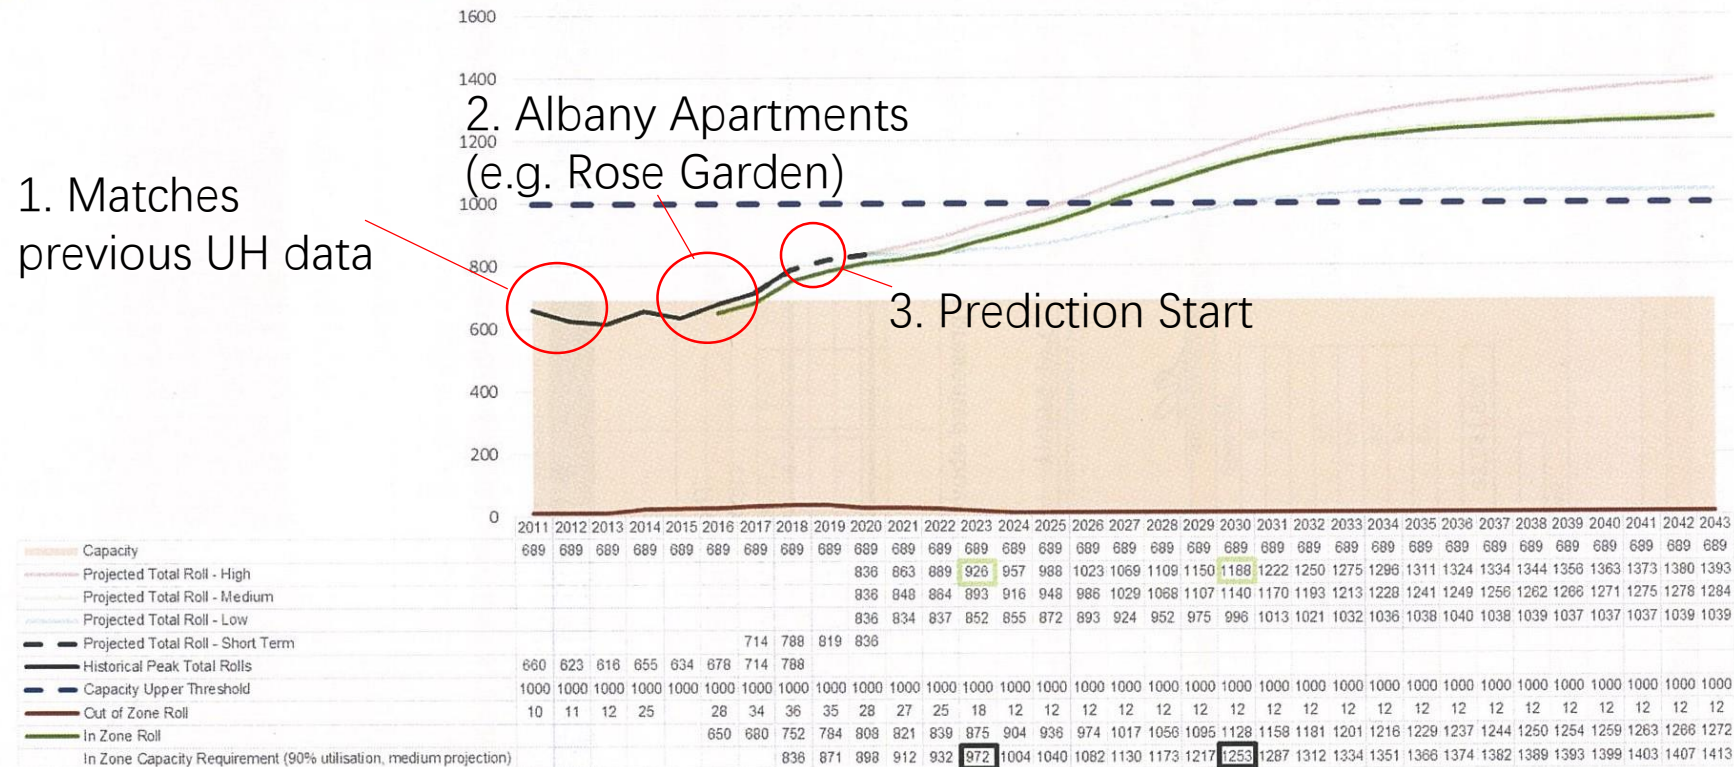 1600
1400
2. Albany Apartments
1200
(e.g. Rose Garden)
1. Matches
previous UH data
1000
800
3. Prediction Start
600
400
200
0
2011 2012 2013 2014 2015 2016 2017 2018 2019 2020 2021 2022 2023 2024 2025 2026 2027 2028 2029 2030 2031 2032 2033 2034 2035 2036 2037 2038 2039 2040 2041 2042 2043
Capacity 689 689 689 689 689 689 689 689 689 689 689 689 689 689 689 689 689 689 689 689 689 689 689 689 689 689 689 689 689 689 689 689 689
Projected Total Roll - High 836 863 889 926 957 988 1023 1069 1109 1150 1188 1222 1250 1275 1296 1311 1324 1334 1344 1356 1363 1373 1380 1393
Projected Total Roll - Medium 836 848 864 893 916 948 986 1029 1068 1107 1140 1170 1193 1213 1228 1241 1249 1256 1262 1266 1271 1275 1278 1284
Projected Total Roll - Low 836 834 837 852 855 872 893 924 952 975 996 1013 1021 1032 1036 1038 1040 1038 1039 1037 1037 1037 1039 1039
Projected Total Roll - Short Term 714 788 819 836
Historical Peak Total Rolls 660 623 616 655 634 678 714 788
Capacity Upper Threshold 1000 1000 1000 1000 1000 1000 1000 1000 1000 1000 1000 1000 1000 1000 1000 1000 1000 1000 1000 1000 1000 1000 1000 1000 1000 1000 1000 1000 1000 1000 1000 1000 1000
Out of Zone Roll 10 11 12 25 28 34 36 35 28 27 25 18 12 12 12 12 12 12 12 12 12 12 12 12 12 12 12 12 12 12 12 12
In Zone Roll 650 680 752 784 808 821 839 875 904 936 974 1017 1056 1095 1128 1158 1181 1201 1216 1229 1237 1244 1250 1254 1259 1263 1266 1272
In Zone Capacity Requirement (90% utilisation, medium projection) 836 871 898 912 932 972 1004 1040 1082 1130 1173 1217 1253 1287 1312 1334 1351 1366 1374 1382 1389 1393 1399 1403 1407 1413